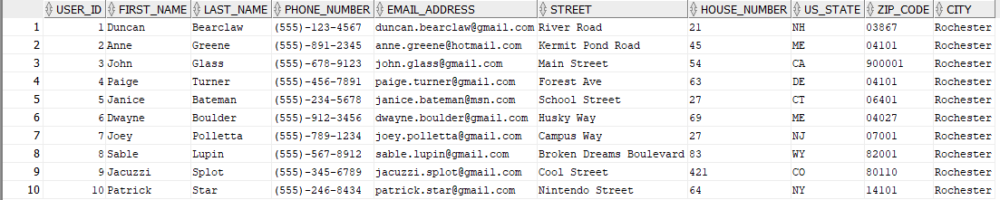 USER_ID FIRST_NAME LAST_NAME PHONE_NUMBER EMAIL_ADDRESS STREET HOUSE_NUMBER US_STATE ZIP_CODE CITY
1 1 Duncan Bearclaw (555)-123-4567 duncan.bearclaw@gmail.com River Road 21 NH 03867 Rochester
2 2 Anne Greene (555)-891-2345 anne.greene@hotmail.com Kermit Pond Road 45 ME 04101 Rochester
3 3 John Glass (555)-678-9123 john.glass@gmail.com Main Street 54 CA 900001 Rochester
4 4 Paige Turner (555)-456-7891 paige.turner@gmail.com Forest Ave 63 DE 04101 Rochester
5 5 Janice Bateman (555)-234-5678 janice.bateman@msn.com School Street 27 CT 06401 Rochester
6 6 Dwayne Boulder (555)-912-3456 dwayne.boulder@gmail.com Husky Way 69 ME 04027 Rochester
7 7 Joey Polletta (555)-789-1234 joey.polletta@gmail.com Campus Way 27 NJ 07001 Rochester
8 8 Sable Lupin (555)-567-8912 sable.lupin@gmail.com Broken Dreams Boulevard 83 WY 82001 Rochester
9 9 Jacuzzi Splot (555)-345-6789 jacuzzi.splot@gmail.com Cool Street 421 CO 80110 Rochester
10 10 Patrick Star (555)-246-8434 patrick.star@gmail.com Nintendo Street 64 NY 14101 Rochester